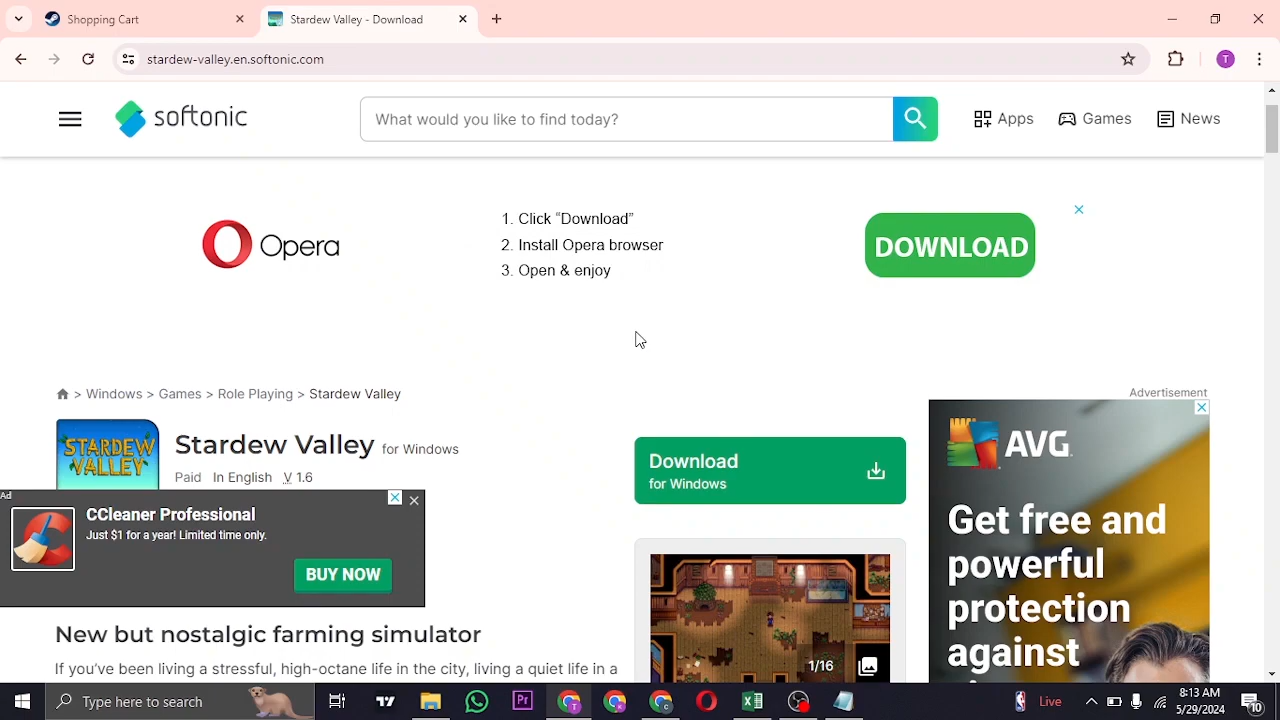 Shopping Cart
Stardew Valley - Download
stardew-valley.en.softonic.com
T
softonic
What would you like to find today?
Apps
Games
News
Opera
1. Click “Download”
2. Install Opera browser
3. Open & enjoy
DOWNLOAD
> Windows > Games > Role Playing > Stardew Valley
Advertisement
STARDEW
VALLEY
Stardew Valley for Windows
Paid In English V 1.6
Download
for Windows
AVG
Get free and
powerful
protection
against
Ad
CCleaner Professional
Just $1 for a year! Limited time only.
BUY NOW
New but nostalgic farming simulator
If you’ve been living a stressful, high-octane life in the city, living a quiet life in a
1/16
Type here to search
Pr
T
C
Live
8:13 AM
5/29/2024
10